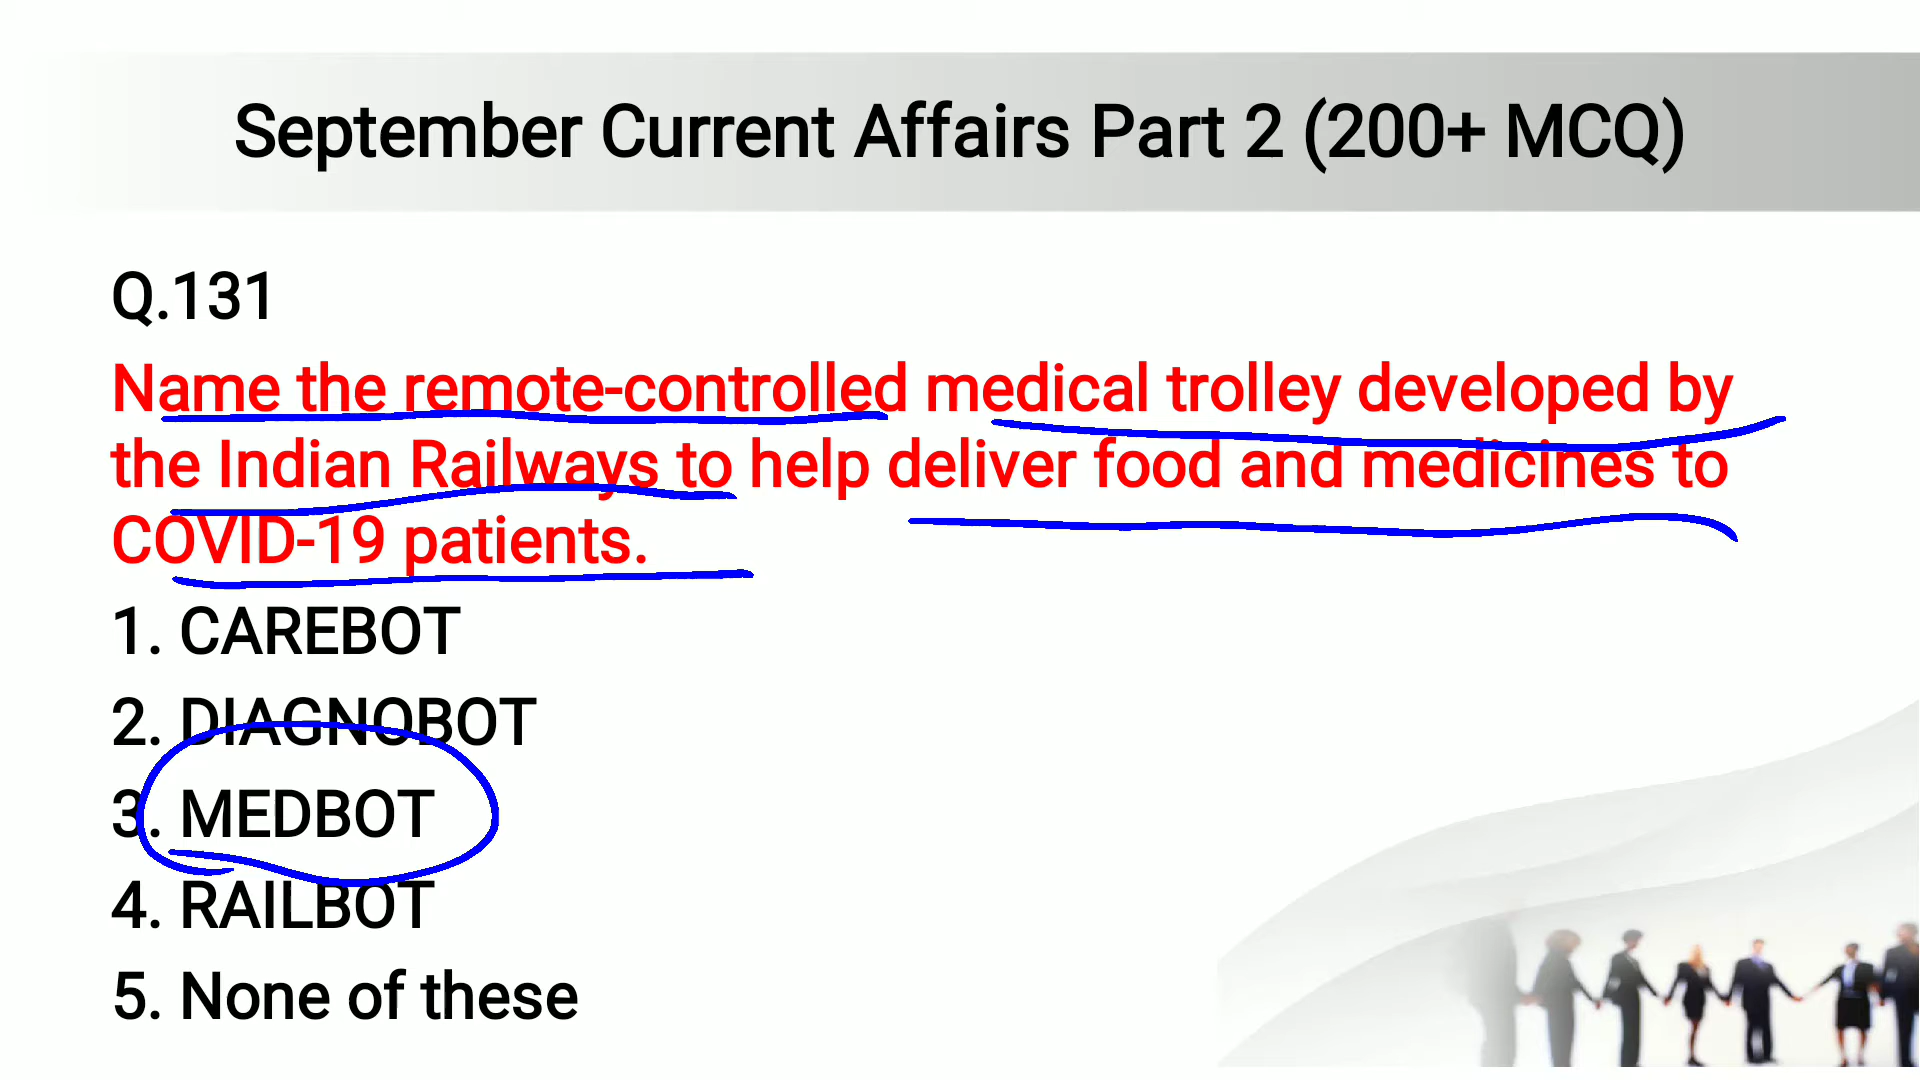 September Current Affairs Part 2 (200+ MCQ)
Q.131
Name the remote-controlled medical trolley developed by
the Indian Railways to help deliver food and medicines to
COVID-19 patients.
1. CAREBOT
2. DIAGNOBOT
3. MEDBOT
4. RAILBOT
5. None of these